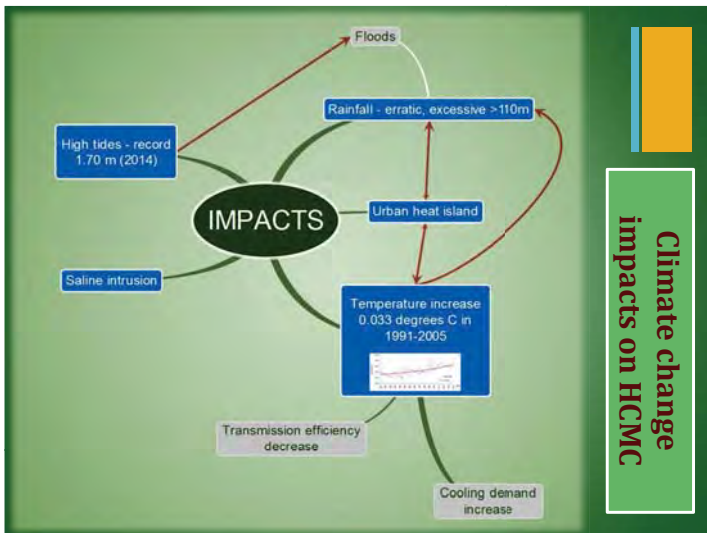 Floods
Rainfall - erratic, excessive >110m
High tides - record
1.70 m (2014)
IMPACTS
Urban heat island
Saline intrusion
Temperature increase
0.033 degrees C in
1991-2005
Transmission efficiency
decrease
Cooling demand
increase
Climate change
impacts on HCMC